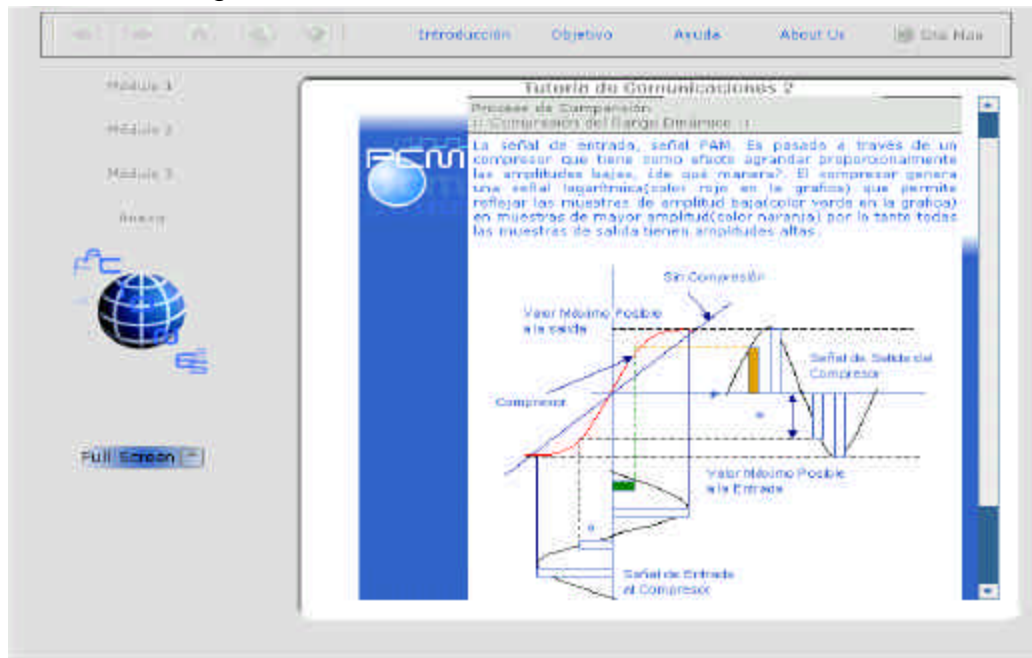 Introducción Objetivo Ayuda About Us Site Map
Módulo 1
Módulo 2
Módulo 3
Anexo
Full Screen
Tutorio de Comunicaciones 2
Proceso de Compansión
:: Compresión del Rango Dinámico ::
PCM
La señal de entrada, señal PAM. Es pasada a través de un
compresor que tiene como efecto agrandar proporcionalmente
las amplitudes bajas, ¿de qué manera?. El compresor genera
una señal logarítmica(color rojo en la grafica) que permite
reflejar las muestras de amplitud baja(color verde en la grafica)
en muestras de mayor amplitud(color naranja) por lo tanto todas
las muestras de salida tienen amplitudes altas.
Sin Compresión
Valor Máximo Posible
a la salida
Señal de Salida del
Compresor
Compresor
Valor Máximo Posible
a la Entrada
Señal de Entrada
al Compresor